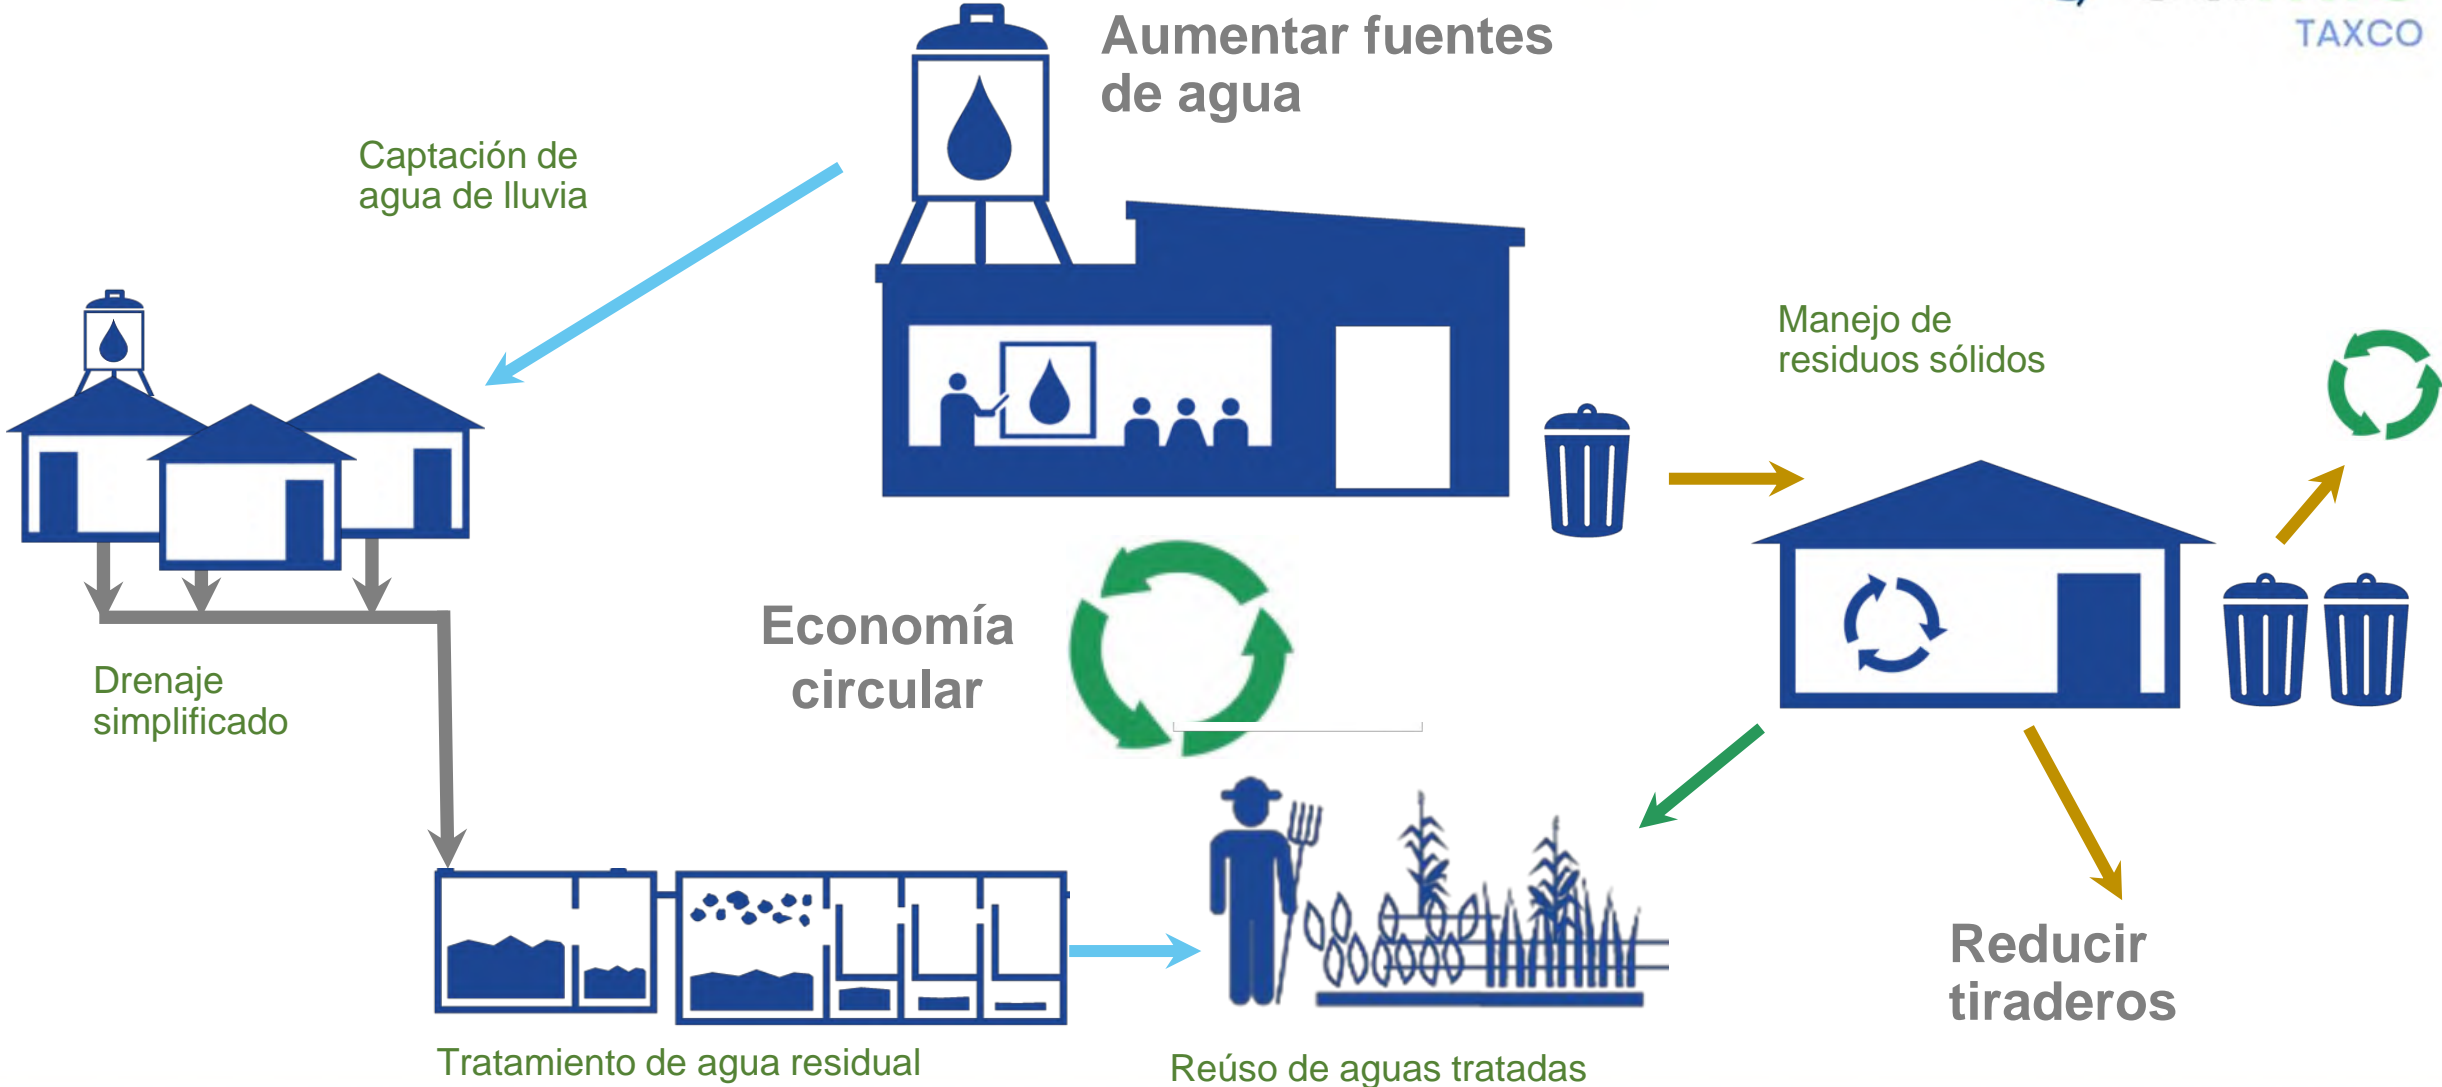 TAXCO
Aumentar fuentes
de agua
Captación de
agua de lluvia
Manejo de
residuos sólidos
Economía
circular
Drenaje
simplificado
Reducir
tiraderos
Tratamiento de agua residual
Reúso de aguas tratadas